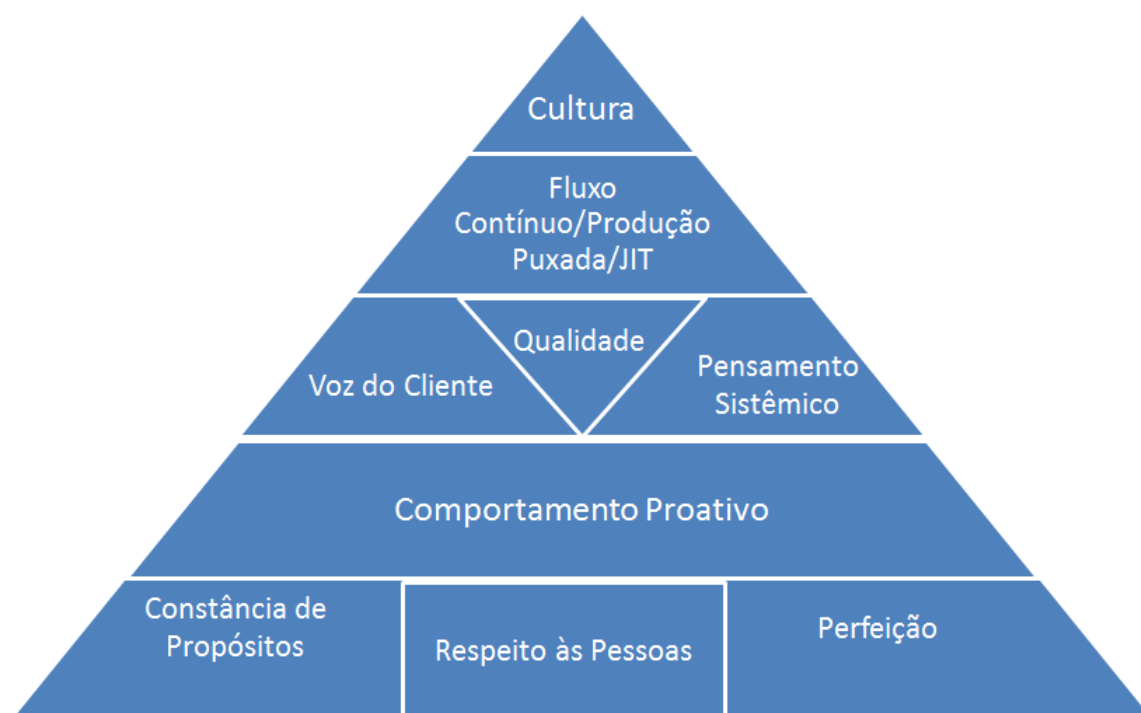 Cultura
Fluxo
Contínuo/Produção
Puxada/JIT
Qualidade
Voz do Cliente
Pensamento
Sistêmico
Comportamento Proativo
Constância de
Propósitos
Respeito às Pessoas
Perfeição